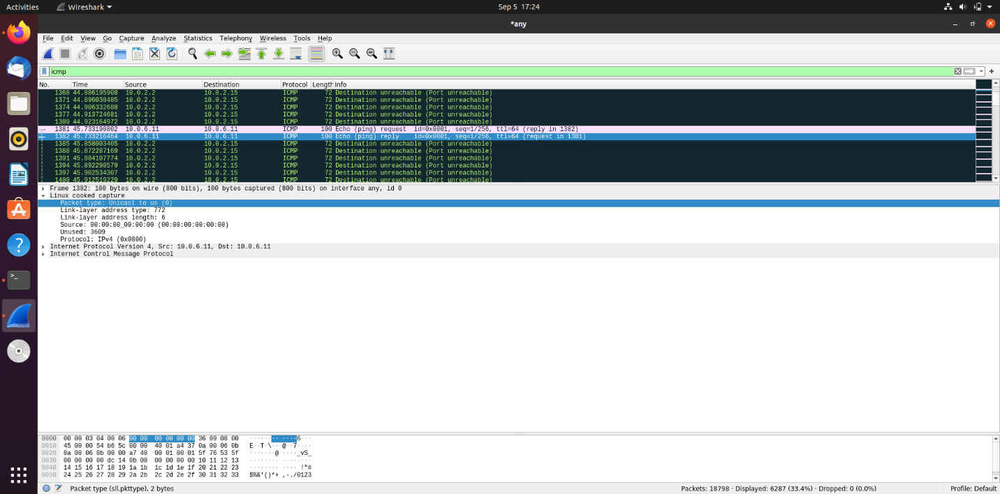 Activities Wireshark Sep 5 17:24
*any
File Edit View Go Capture Analyze Statistics Telephony Wireless Tools Help
icmp
No. Time Source Destination Protocol Length Info
1368 44.886195908 10.0.2.2 10.0.2.15 ICMP 72 Destination unreachable (Port unreachable)
1371 44.896030485 10.0.2.2 10.0.2.15 ICMP 72 Destination unreachable (Port unreachable)
1374 44.906332688 10.0.2.2 10.0.2.15 ICMP 72 Destination unreachable (Port unreachable)
1377 44.913724681 10.0.2.2 10.0.2.15 ICMP 72 Destination unreachable (Port unreachable)
1380 44.923164972 10.0.2.2 10.0.2.15 ICMP 72 Destination unreachable (Port unreachable)
1381 45.733190802 10.0.6.11 10.0.6.11 ICMP 100 Echo (ping) request id=0x0001, seq=1/256, ttl=64 (reply in 1382)
1382 45.733216464 10.0.6.11 10.0.6.11 ICMP 100 Echo (ping) reply id=0x0001, seq=1/256, ttl=64 (request in 1381)
1385 45.858003405 10.0.2.2 10.0.2.15 ICMP 72 Destination unreachable (Port unreachable)
1388 45.872287169 10.0.2.2 10.0.2.15 ICMP 72 Destination unreachable (Port unreachable)
1391 45.884107774 10.0.2.2 10.0.2.15 ICMP 72 Destination unreachable (Port unreachable)
1394 45.892290579 10.0.2.2 10.0.2.15 ICMP 72 Destination unreachable (Port unreachable)
1397 45.902534307 10.0.2.2 10.0.2.15 ICMP 72 Destination unreachable (Port unreachable)
1400 45.912519229 10.0.2.2 10.0.2.15 ICMP 72 Destination unreachable (Port unreachable)
Frame 1382: 100 bytes on wire (800 bits), 100 bytes captured (800 bits) on interface any, id 0
Linux cooked capture
Packet type: Unicast to us (0)
Link-layer address type: 772
Link-layer address length: 6
Source: 00:00:00_00:00:00 (00:00:00:00:00:00)
Unused: 3609
Protocol: IPv4 (0x0800)
Internet Protocol Version 4, Src: 10.0.6.11, Dst: 10.0.6.11
Internet Control Message Protocol
0000 00 00 03 04 00 06 00 00 00 00 00 00 36 09 08 00 ········ ····6···
0010 45 00 00 54 b6 5c 00 00 40 01 a4 37 0a 00 06 0b E··T·\·· @··7····
0020 0a 00 06 0b 00 00 a7 40 00 01 00 01 5f 76 53 5f ·······@ ····_vS_
0030 00 00 00 00 dc 14 0b 00 00 00 00 00 10 11 12 13 ········ ········
0040 14 15 16 17 18 19 1a 1b 1c 1d 1e 1f 20 21 22 23 ········ ···· !"#
0050 24 25 26 27 28 29 2a 2b 2c 2d 2e 2f 30 31 32 33 $%&'()*+ ,-./0123
Packet type (sll.pkttype), 2 bytes Packets: 18798 · Displayed: 6287 (33.4%) · Dropped: 0 (0.0%) Profile: Default